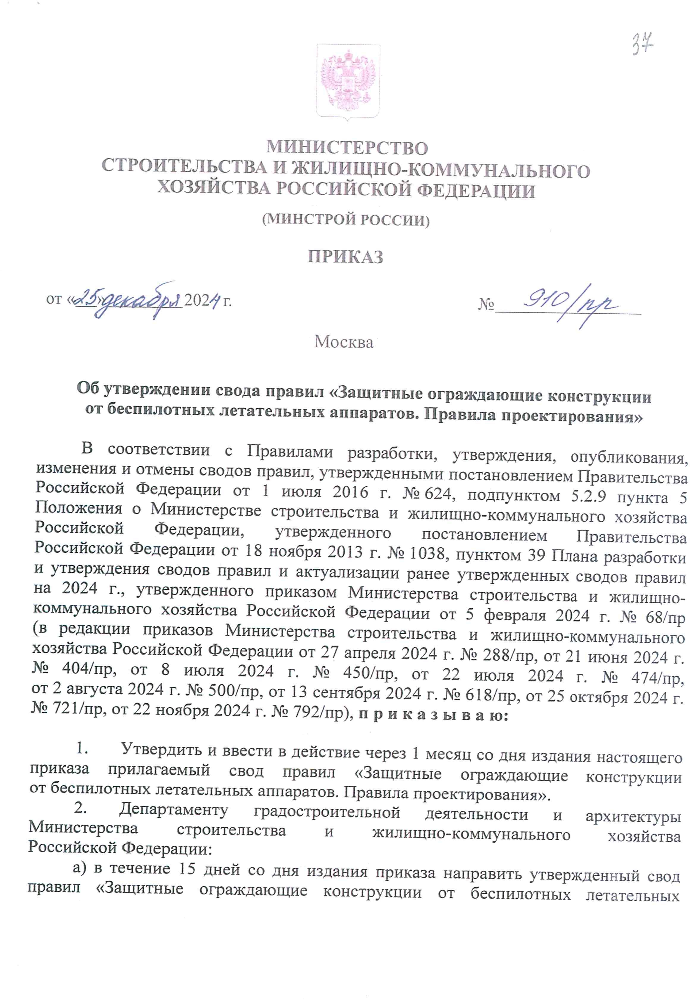 37
МИНИСТЕРСТВО
СТРОИТЕЛЬСТВА И ЖИЛИЩНО-КОММУНАЛЬНОГО
ХОЗЯЙСТВА РОССИЙСКОЙ ФЕДЕРАЦИИ
(МИНСТРОЙ РОССИИ)
ПРИКАЗ
от «25» декабря 2024 г. № 910/пр
Москва
Об утверждении свода правил «Защитные ограждающие конструкции
от беспилотных летательных аппаратов. Правила проектирования»
В соответствии с Правилами разработки, утверждения, опубликования,
изменения и отмены сводов правил, утвержденными постановлением Правительства
Российской Федерации от 1 июля 2016 г. № 624, подпунктом 5.2.9 пункта 5
Положения о Министерстве строительства и жилищно-коммунального хозяйства
Российской Федерации, утвержденного постановлением Правительства
Российской Федерации от 18 ноября 2013 г. № 1038, пунктом 39 Плана разработки
и утверждения сводов правил и актуализации ранее утвержденных сводов правил
на 2024 г., утвержденного приказом Министерства строительства и жилищно-
коммунального хозяйства Российской Федерации от 5 февраля 2024 г. № 68/пр
(в редакции приказов Министерства строительства и жилищно-коммунального
хозяйства Российской Федерации от 27 апреля 2024 г. № 288/пр, от 21 июня 2024 г.
№ 404/пр, от 8 июля 2024 г. № 450/пр, от 22 июля 2024 г. № 474/пр,
от 2 августа 2024 г. № 500/пр, от 13 сентября 2024 г. № 618/пр, от 25 октября 2024 г.
№ 721/пр, от 22 ноября 2024 г. № 792/пр), п р и к а з ы в а ю:
1. Утвердить и ввести в действие через 1 месяц со дня издания настоящего
приказа прилагаемый свод правил «Защитные ограждающие конструкции
от беспилотных летательных аппаратов. Правила проектирования».
2. Департаменту градостроительной деятельности и архитектуры
Министерства строительства и жилищно-коммунального хозяйства
Российской Федерации:
а) в течение 15 дней со дня издания приказа направить утвержденный свод
правил «Защитные ограждающие конструкции от беспилотных летательных